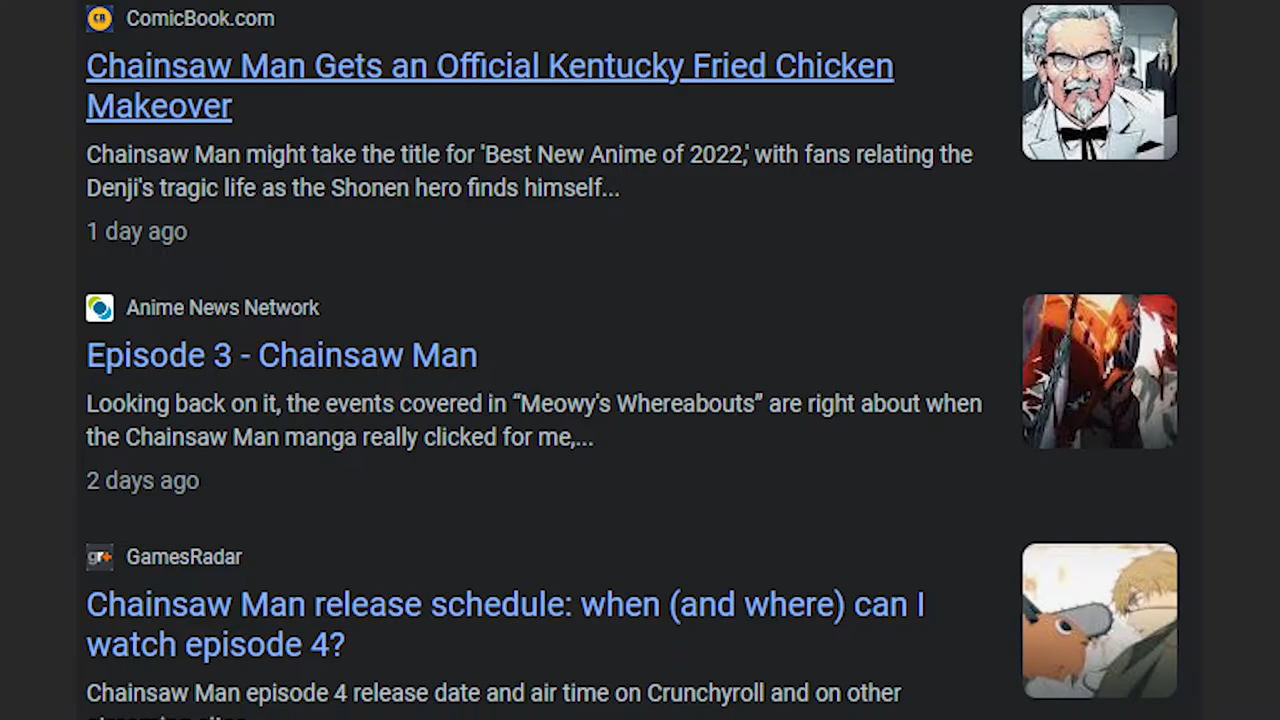 ComicBook.com
Chainsaw Man Gets an Official Kentucky Fried Chicken
Makeover
Chainsaw Man might take the title for 'Best New Anime of 2022,' with fans relating the
Denji's tragic life as the Shonen hero finds himself...
1 day ago
Anime News Network
Episode 3 - Chainsaw Man
Looking back on it, the events covered in “Meowy's Whereabouts” are right about when
the Chainsaw Man manga really clicked for me,...
2 days ago
gr+ GamesRadar
Chainsaw Man release schedule: when (and where) can I
watch episode 4?
Chainsaw Man episode 4 release date and air time on Crunchyroll and on other